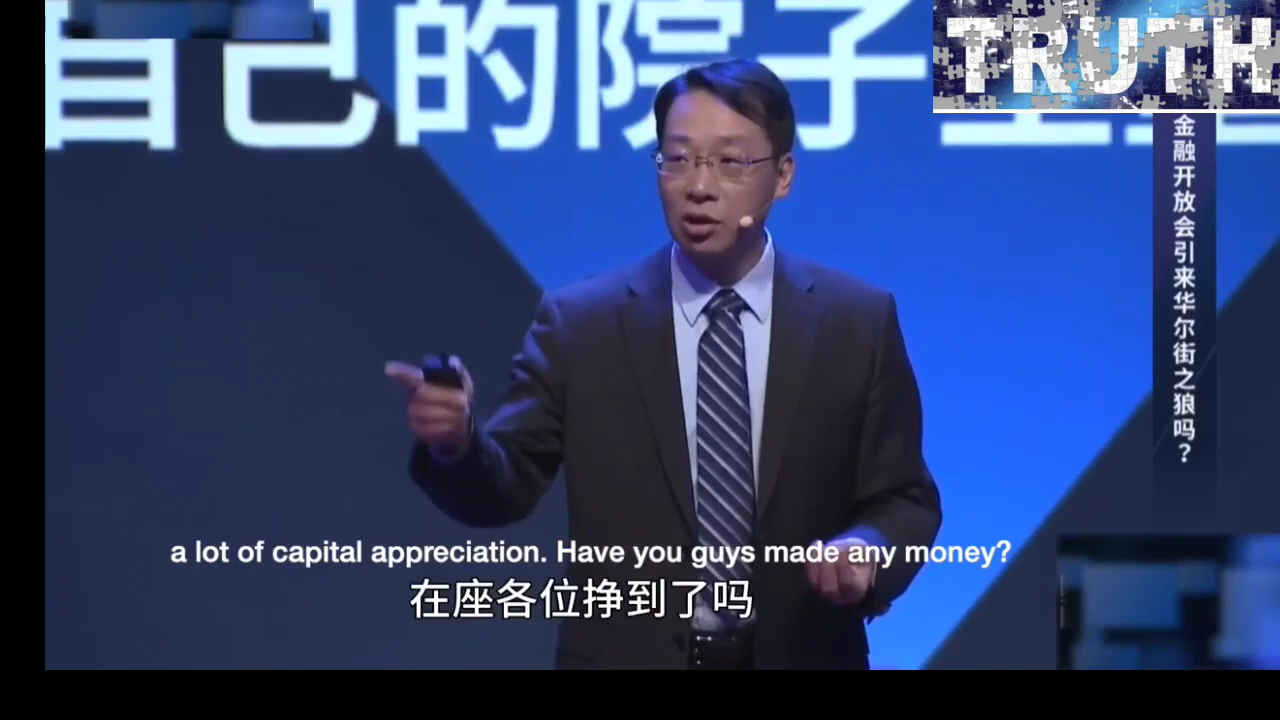 自己的院子里
TRUTH
金融开放会引来华尔街之狼吗？
a lot of capital appreciation. Have you guys made any money?
在座各位挣到了吗